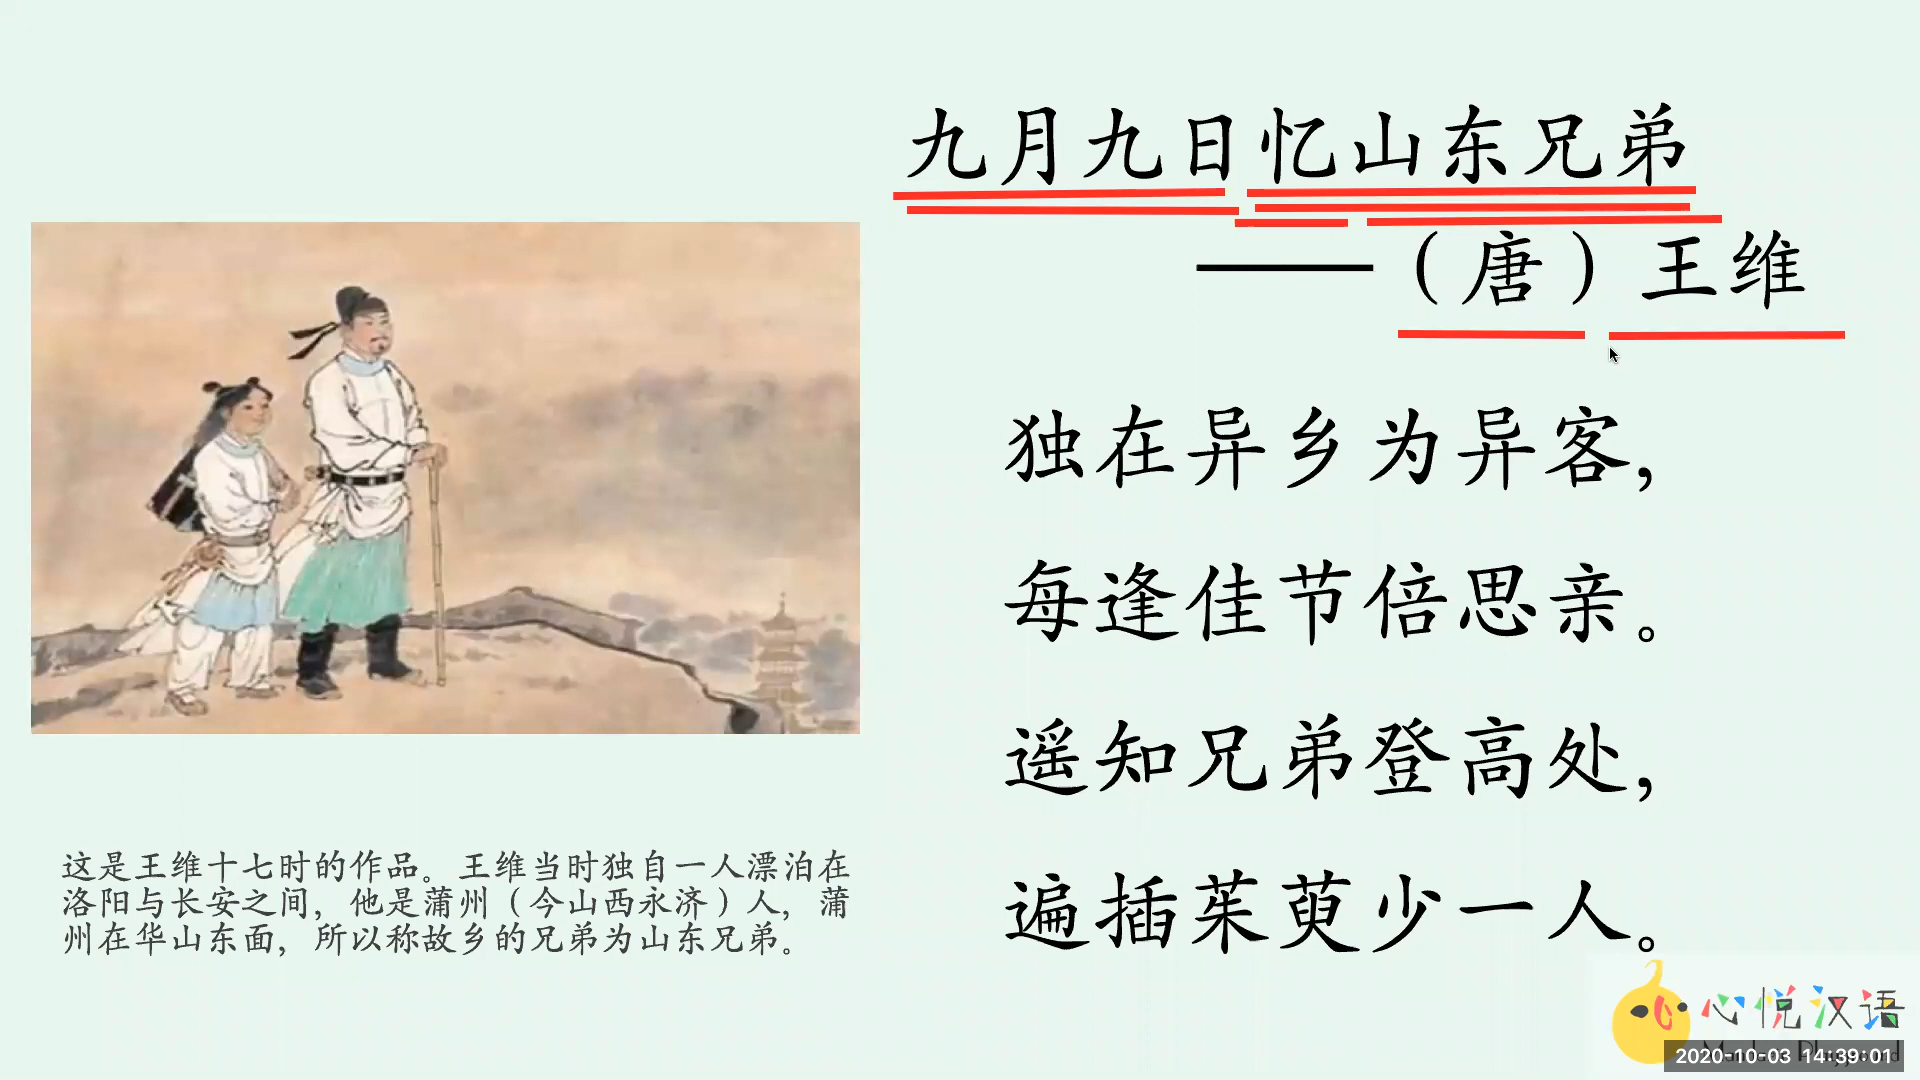 九月九日忆山东兄弟
——（唐）王维
独在异乡为异客，
每逢佳节倍思亲。
遥知兄弟登高处，
遍插茱萸少一人。
这是王维十七时的作品。王维当时独自一人漂泊在
洛阳与长安之间，他是蒲州（今山西永济）人，蒲
州在华山东面，所以称故乡的兄弟为山东兄弟。
心悦汉语
2020-10-03 14:39:01